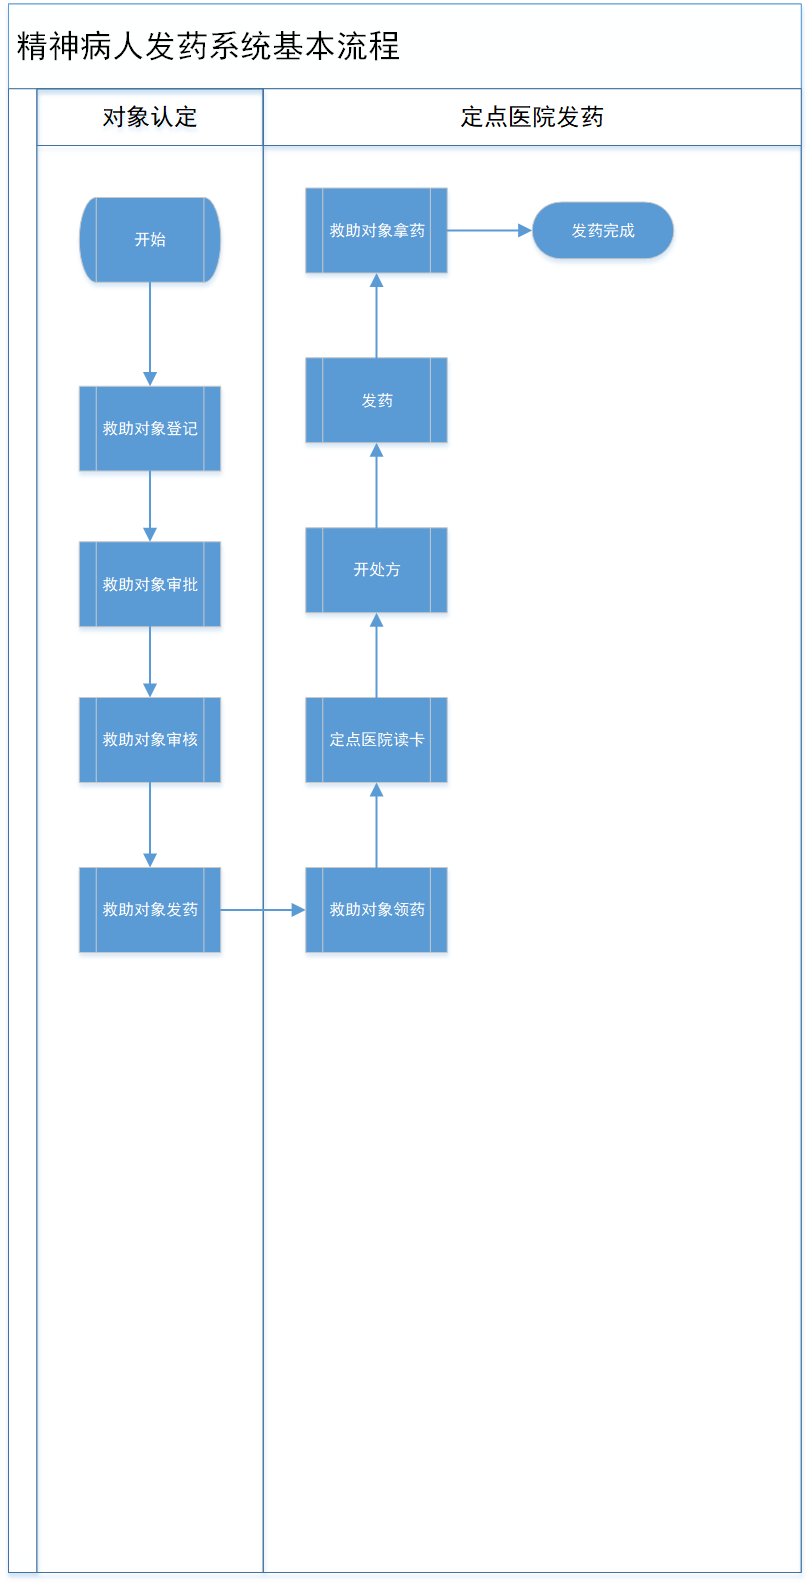 精神病人发药系统基本流程
对象认定
定点医院发药
开始
救助对象登记
救助对象审批
救助对象审核
救助对象发药
救助对象领药
定点医院读卡
开处方
发药
救助对象拿药
发药完成